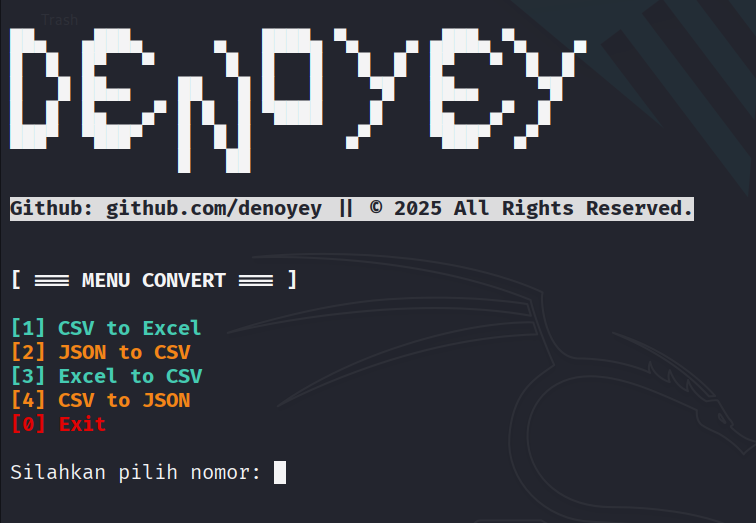 Trash
DENOYEY
Github: github.com/denoyey || © 2025 All Rights Reserved.
[ === MENU CONVERT === ]
[1] CSV to Excel
[2] JSON to CSV
[3] Excel to CSV
[4] CSV to JSON
[0] Exit
Silahkan pilih nomor: